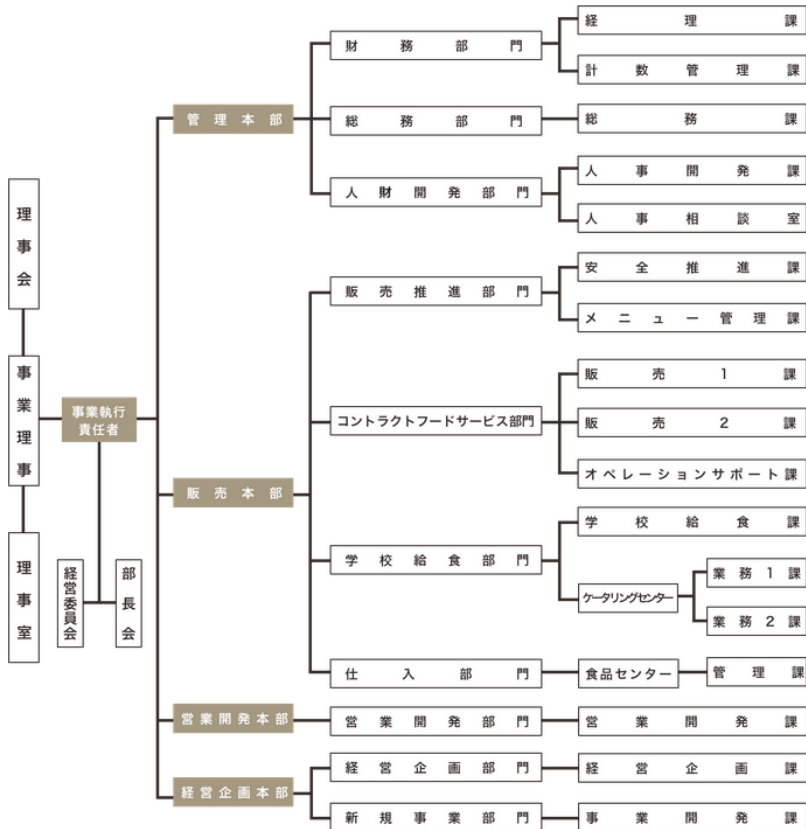 理事会
事業理事
理事室
事業執行
責任者
経営委員会
部長会
管理本部
財務部門
経理課
計数管理課
総務部門
総務課
人財開発部門
人事開発課
人事相談室
販売本部
販売推進部門
安全推進課
メニュー管理課
コントラクトフードサービス部門
販売1課
販売2課
オペレーションサポート課
学校給食部門
学校給食課
ケータリングセンター
業務1課
業務2課
仕入部門
食品センター
管理課
営業開発本部
営業開発部門
営業開発課
経営企画本部
経営企画部門
経営企画課
新規事業部門
事業開発課